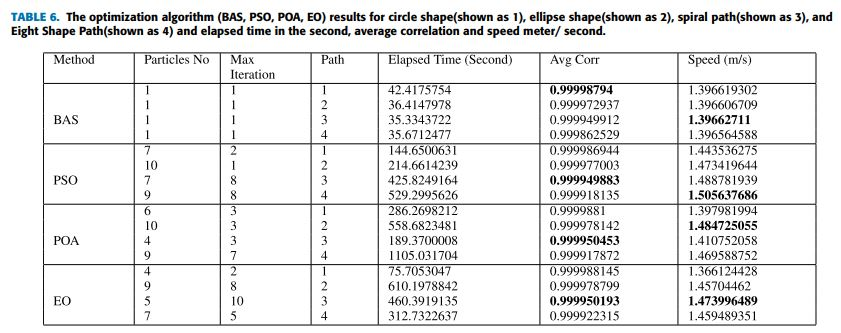 TABLE 6. The optimization algorithm (BAS, PSO, POA, EO) results for circle shape(shown as 1), ellipse shape(shown as 2), spiral path(shown as 3), and
Eight Shape Path(shown as 4) and elapsed time in the second, average correlation and speed meter/ second.
Method Particles No Max Iteration Path Elapsed Time (Second) Avg Corr Speed (m/s)
BAS
1 1 1 42.4175754 0.99998794 1.396619302
1 1 2 36.4147978 0.999972937 1.396606709
1 1 3 35.3343722 0.999949912 1.39662711
1 1 4 35.6712477 0.999862529 1.396564588
PSO
7 2 1 144.6500631 0.999986944 1.443536275
10 1 2 214.6614239 0.999977003 1.473419644
7 8 3 425.8249164 0.999949883 1.488781939
9 8 4 529.2995626 0.999918135 1.505637686
POA
6 3 1 286.2698212 0.9999881 1.397981994
10 3 2 558.6823481 0.999978142 1.484725055
4 3 3 189.3700008 0.999950453 1.410752058
9 7 4 1105.031704 0.999917872 1.469588752
EO
4 2 1 75.7053047 0.999988145 1.366124428
9 8 2 610.1978842 0.999978799 1.45704462
5 10 3 460.3919135 0.999950193 1.473996489
7 5 4 312.7322637 0.999922315 1.459489351